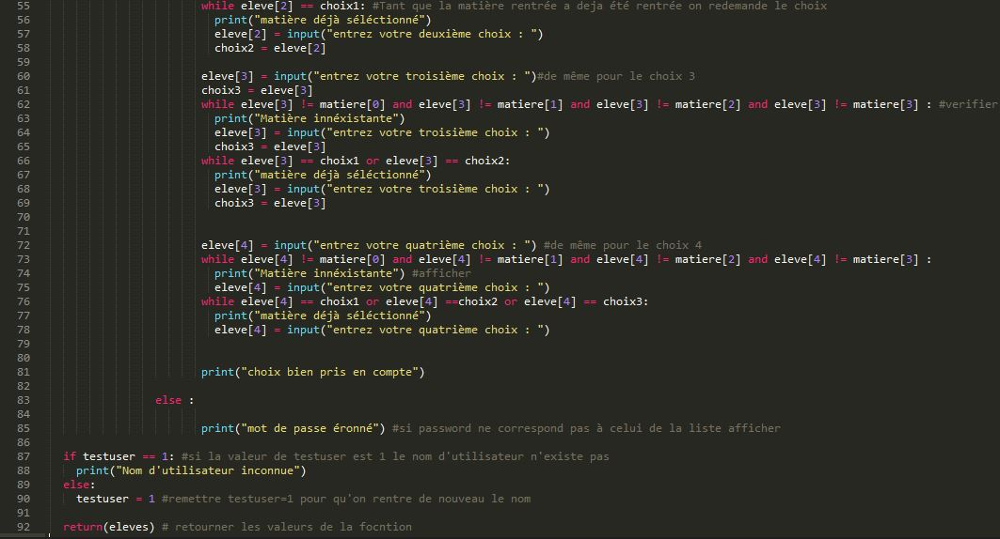 55 while eleve[2] == choix1: #Tant que la matière rentrée a deja été rentrée on redemande le choix
56 print("matière déjà séléctionné")
57 eleve[2] = input("entrez votre deuxième choix : ")
58 choix2 = eleve[2]
59
60 eleve[3] = input("entrez votre troisième choix : ")#de même pour le choix 3
61 choix3 = eleve[3]
62 while eleve[3] != matiere[0] and eleve[3] != matiere[1] and eleve[3] != matiere[2] and eleve[3] != matiere[3] : #verifier
63 print("Matière innéxistante")
64 eleve[3] = input("entrez votre troisième choix : ")
65 choix3 = eleve[3]
66 while eleve[3] == choix1 or eleve[3] == choix2:
67 print("matière déjà séléctionné")
68 eleve[3] = input("entrez votre troisième choix : ")
69 choix3 = eleve[3]
70
71
72 eleve[4] = input("entrez votre quatrième choix : ") #de même pour le choix 4
73 while eleve[4] != matiere[0] and eleve[4] != matiere[1] and eleve[4] != matiere[2] and eleve[4] != matiere[3] :
74 print("Matière innéxistante") #afficher
75 eleve[4] = input("entrez votre quatrième choix : ")
76 while eleve[4] == choix1 or eleve[4] ==choix2 or eleve[4] == choix3:
77 print("matière déjà séléctionné")
78 eleve[4] = input("entrez votre quatrième choix : ")
79
80
81 print("choix bien pris en compte")
82
83 else :
84
85 print("mot de passe éronné") #si password ne correspond pas à celui de la liste afficher
86
87 if testuser == 1: #si la valeur de testuser est 1 le nom d'utilisateur n'existe pas
88 print("Nom d'utilisateur inconnue")
89 else:
90 testuser = 1 #remettre testuser=1 pour qu'on rentre de nouveau le nom
91
92 return(eleves) # retourner les valeurs de la focntion